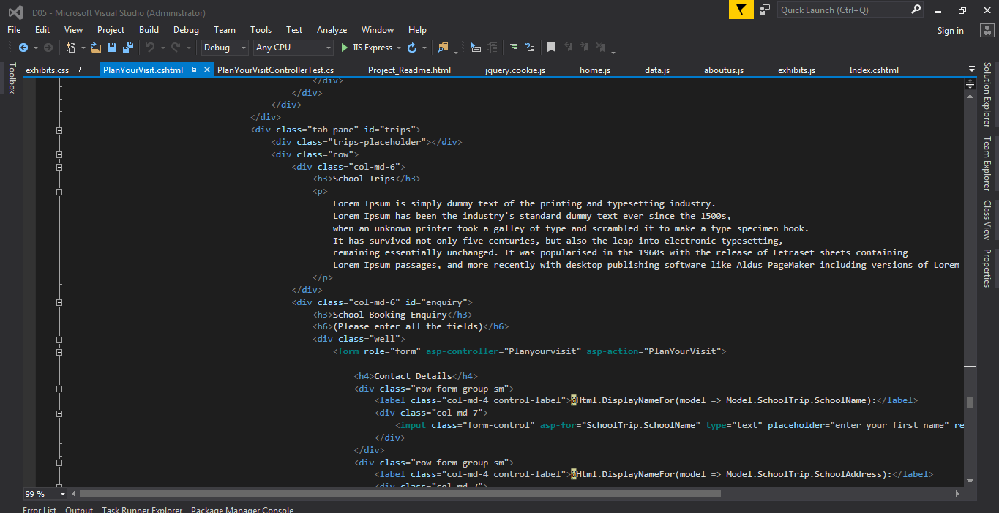 D05 - Microsoft Visual Studio (Administrator)
Quick Launch (Ctrl+Q)
File Edit View Project Build Debug Team Tools Test Analyze Window Help
Sign in
Debug Any CPU IIS Express
Toolbox
exhibits.css PlanYourVisit.cshtml PlanYourVisitControllerTest.cs Project_Readme.html jquery.cookie.js home.js data.js aboutus.js exhibits.js Index.cshtml
</div>
</div>
</div>
</div>
<div class="tab-pane" id="trips">
<div class="trips-placeholder"></div>
<div class="row">
<div class="col-md-6">
<h3>School Trips</h3>
<p>
Lorem Ipsum is simply dummy text of the printing and typesetting industry.
Lorem Ipsum has been the industry's standard dummy text ever since the 1500s,
when an unknown printer took a galley of type and scrambled it to make a type specimen book.
It has survived not only five centuries, but also the leap into electronic typesetting,
remaining essentially unchanged. It was popularised in the 1960s with the release of Letraset sheets containing
Lorem Ipsum passages, and more recently with desktop publishing software like Aldus PageMaker including versions of Lorem
</p>
</div>
<div class="col-md-6" id="enquiry">
<h3>School Booking Enquiry</h3>
<h6>(Please enter all the fields)</h6>
<div class="well">
<form role="form" asp-controller="Planyourvisit" asp-action="PlanYourVisit">
<h4>Contact Details</h4>
<div class="row form-group-sm">
<label class="col-md-4 control-label">@Html.DisplayNameFor(model => Model.SchoolTrip.SchoolName):</label>
<div class="col-md-7">
<input class="form-control" asp-for="SchoolTrip.SchoolName" type="text" placeholder="enter your first name" re
</div>
</div>
<div class="row form-group-sm">
<label class="col-md-4 control-label">@Html.DisplayNameFor(model => Model.SchoolTrip.SchoolAddress):</label>
<div class="col-md-7">
Solution Explorer
Team Explorer
Class View
Properties
99 %
Error List Output Task Runner Explorer Package Manager Console